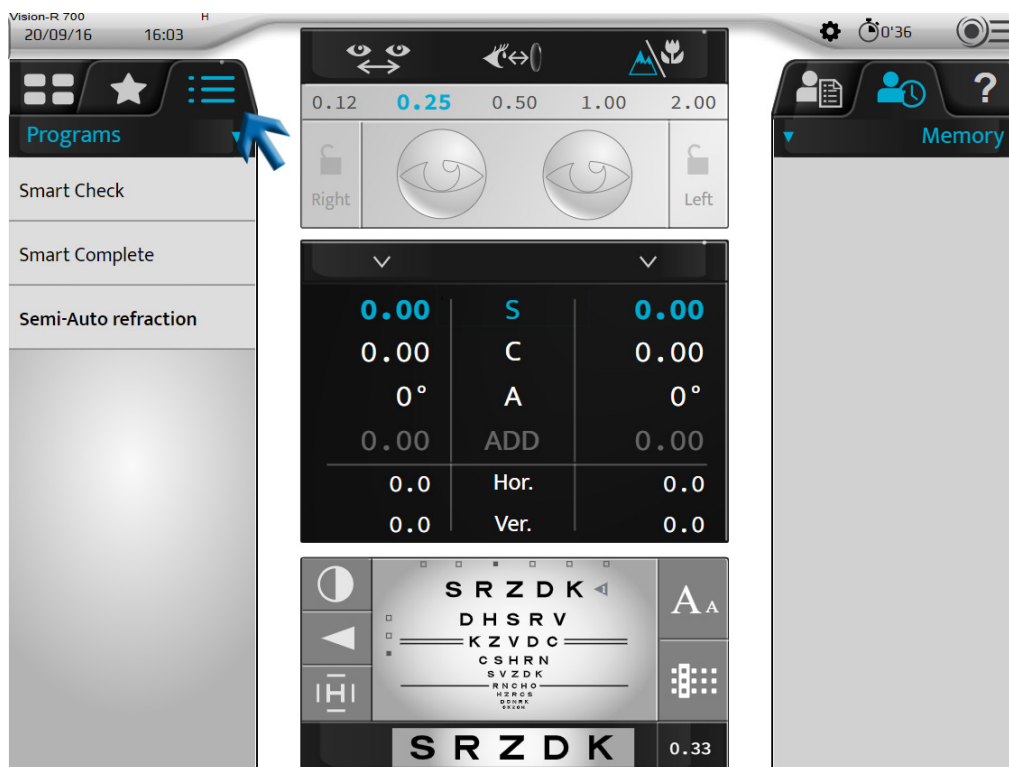 Vision-R 700
H
20/09/16 16:03
0'36
0.12 0.25 0.50 1.00 2.00
?
Programs
Memory
Right
Left
Smart Check
Smart Complete
Semi-Auto refraction
0.00 S 0.00
0.00 C 0.00
0° A 0°
0.00 ADD 0.00
0.0 Hor. 0.0
0.0 Ver. 0.0
S R Z D K
D H S R V
K Z V D C
C S H R N
S V Z D K
R N C H O
A A
H
S R Z D K 0.33